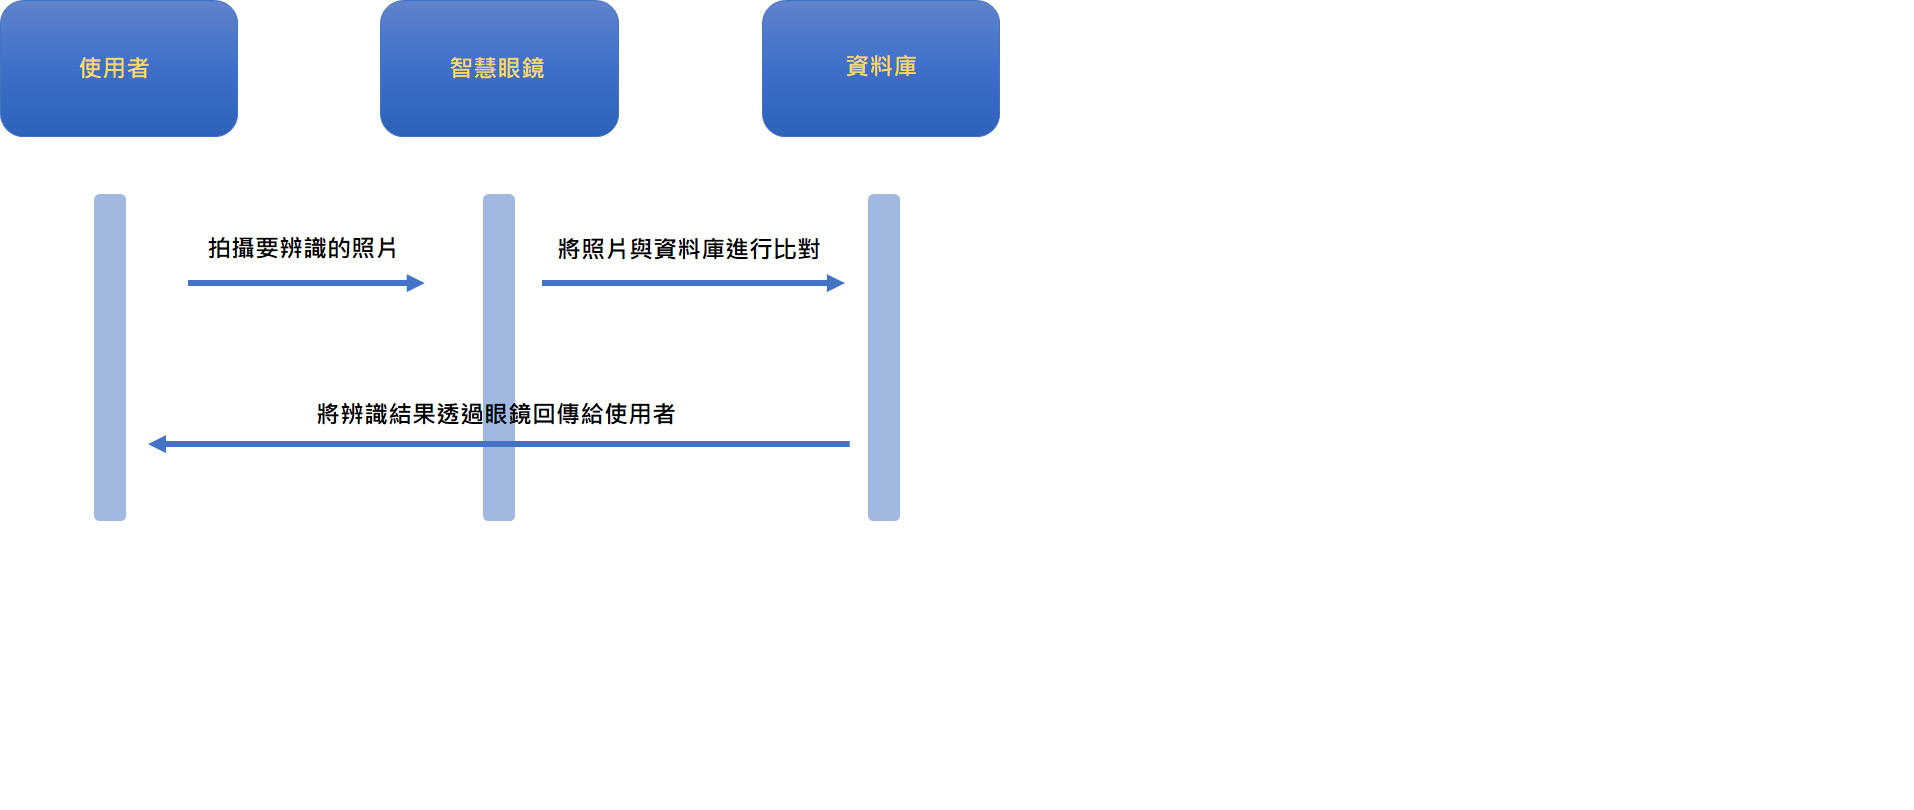 使用者
智慧眼鏡
資料庫
拍攝要辨識的照片
將照片與資料庫進行比對
將辨識結果透過眼鏡回傳給使用者